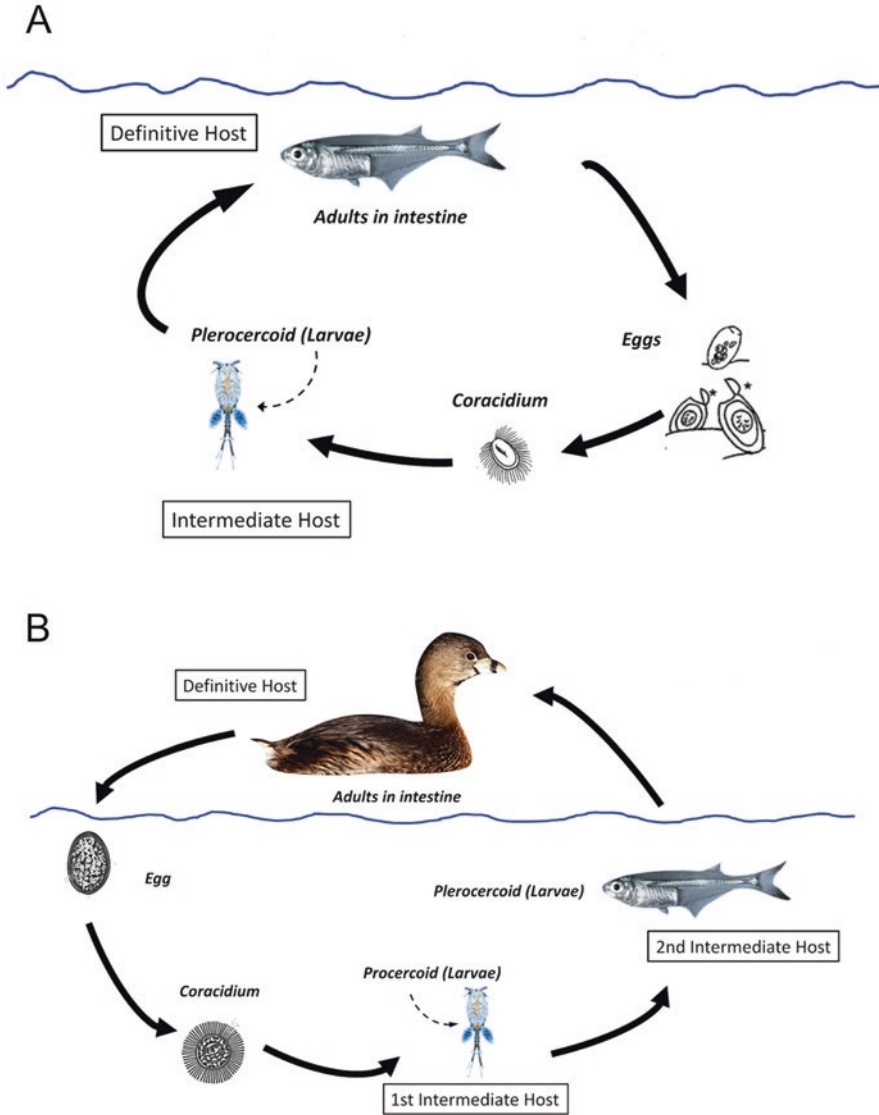 A
Definitive Host
Adults in intestine
Plerocercoid (Larvae)
Eggs
*
*
Coracidium
Intermediate Host
B
Definitive Host
Adults in intestine
Egg
Plerocercoid (Larvae)
2nd Intermediate Host
Procercoid (Larvae)
Coracidium
1st Intermediate Host